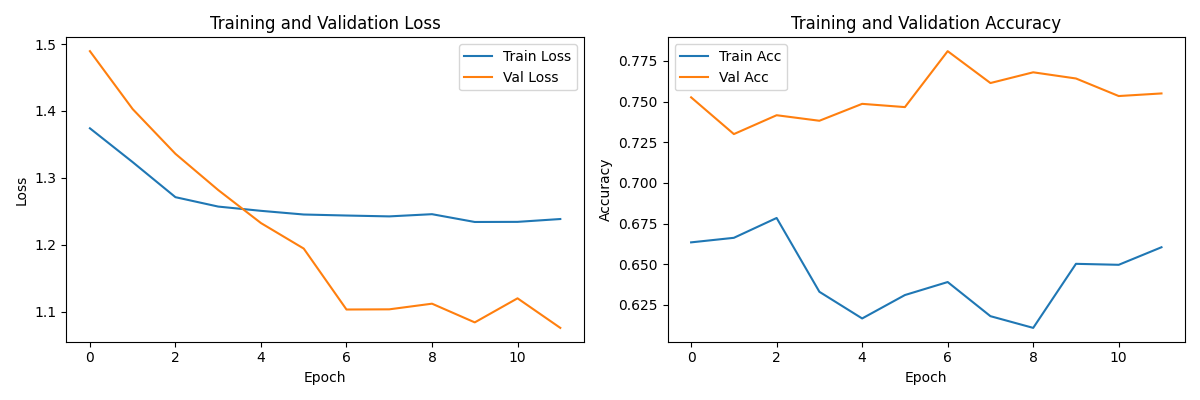 Training and Validation Loss
1.5
1.4
1.3
1.2
1.1
Loss
Train Loss
Val Loss
0 2 4 6 8 10
Epoch
Training and Validation Accuracy
0.775
0.750
0.725
0.700
0.675
0.650
0.625
Accuracy
Train Acc
Val Acc
0 2 4 6 8 10
Epoch